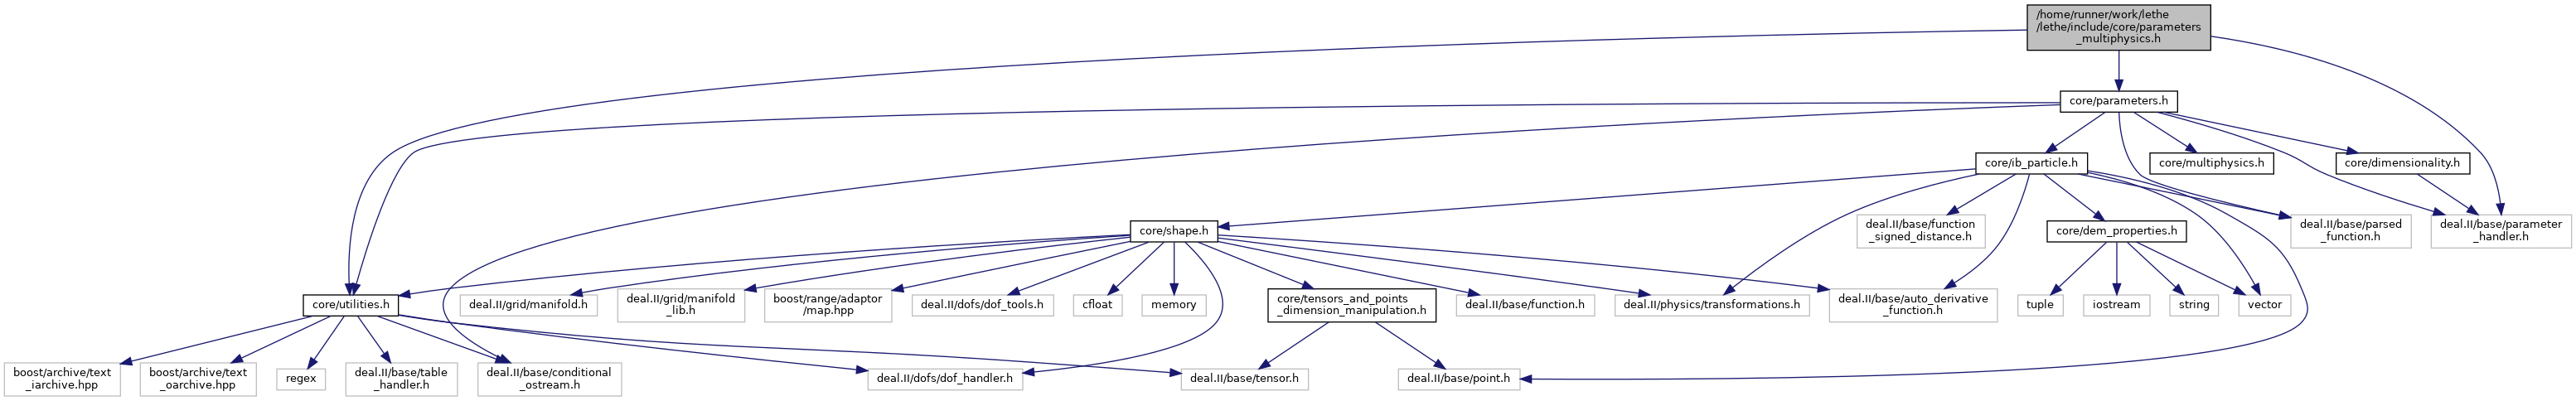 /home/runner/work/lethe
/lethe/include/core/parameters
_multiphysics.h
core/parameters.h
core/ib_particle.h
core/multiphysics.h
core/dimensionality.h
core/shape.h
deal.II/base/function
_signed_distance.h
core/dem_properties.h
deal.II/base/parsed
_function.h
deal.II/base/parameter
_handler.h
core/utilities.h
deal.II/grid/manifold.h
deal.II/grid/manifold
_lib.h
boost/range/adaptor
/map.hpp
deal.II/dofs/dof_tools.h
cfloat
memory
core/tensors_and_points
_dimension_manipulation.h
deal.II/base/function.h
deal.II/physics/transformations.h
deal.II/base/auto_derivative
_function.h
tuple
iostream
string
vector
boost/archive/text
_iarchive.hpp
boost/archive/text
_oarchive.hpp
regex
deal.II/base/table
_handler.h
deal.II/base/conditional
_ostream.h
deal.II/dofs/dof_handler.h
deal.II/base/tensor.h
deal.II/base/point.h